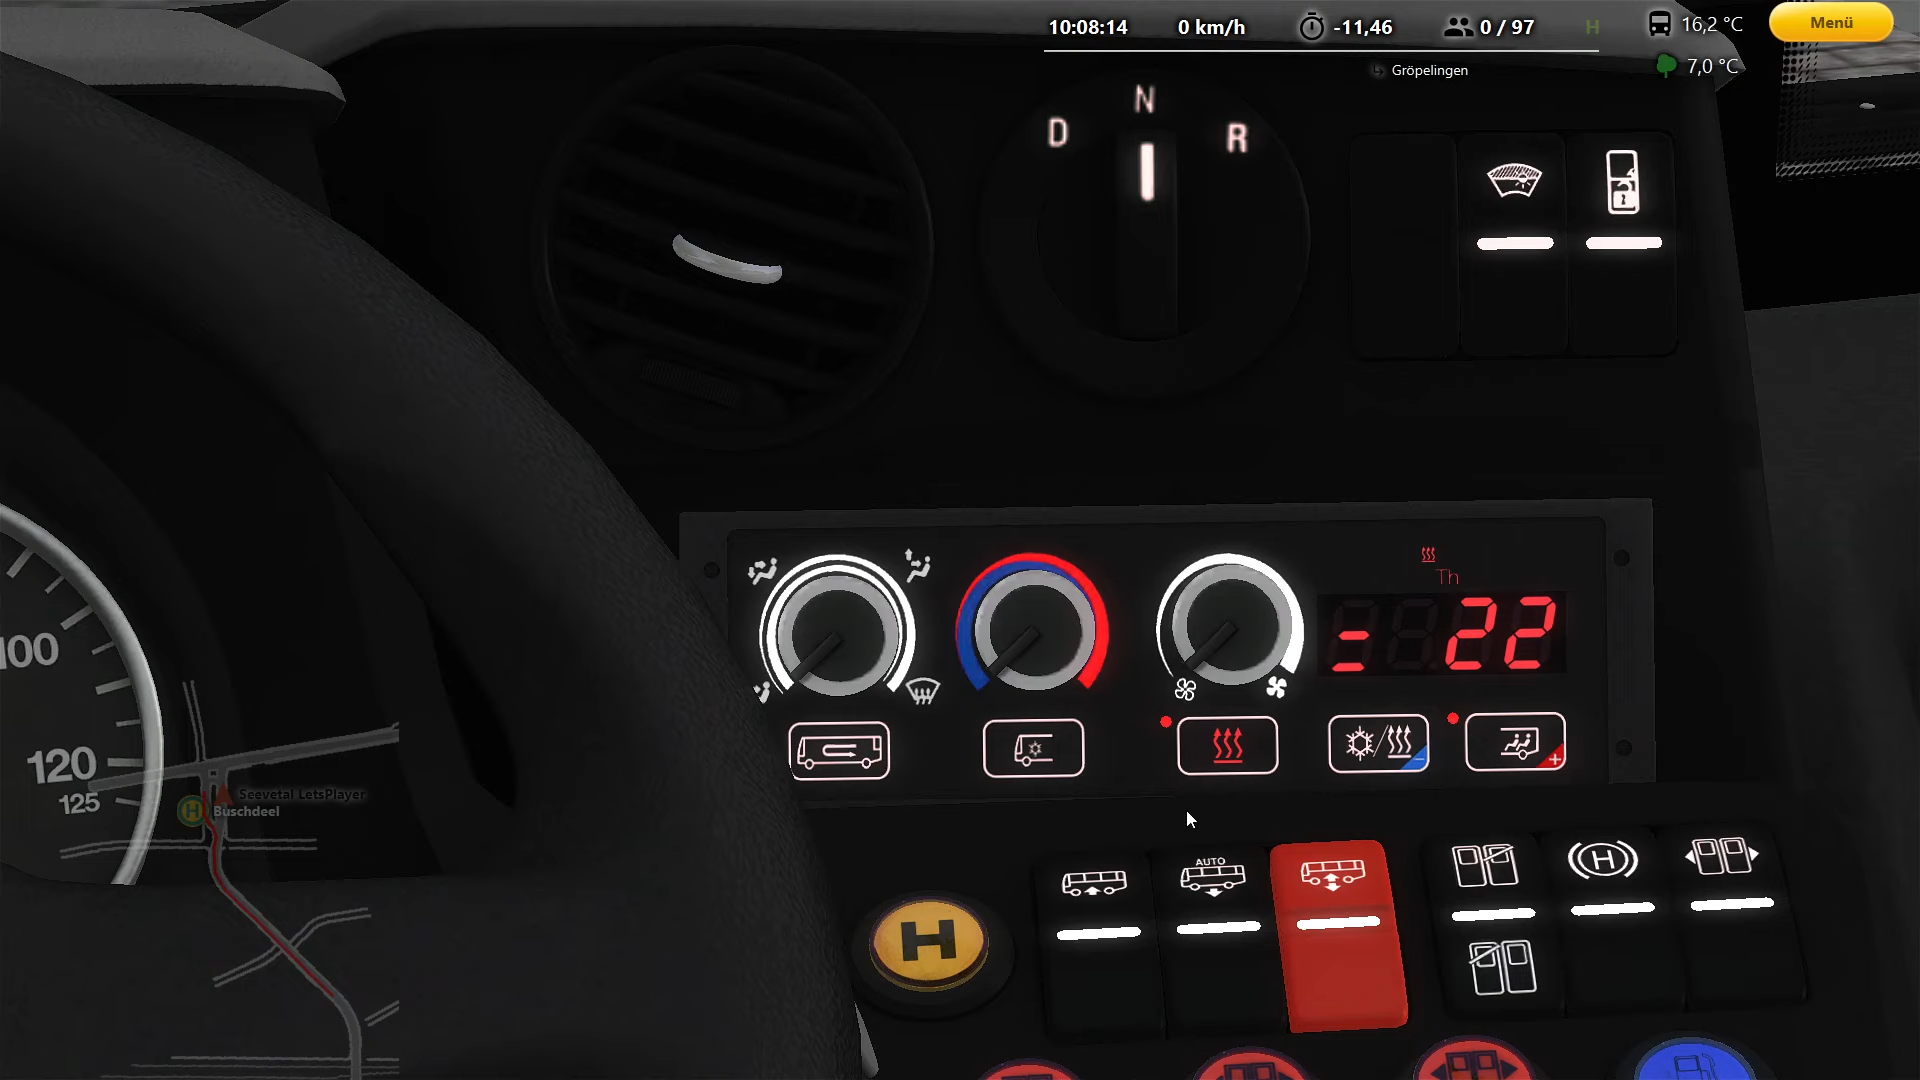 10:08:14 0 km/h -11,46 0 / 97 H 16,2 °C Menü
Gröpelingen 7,0 °C
D N R
Th
22
100
120
125
Seevetal LetsPlayer
H Buschdeel
AUTO
H
H